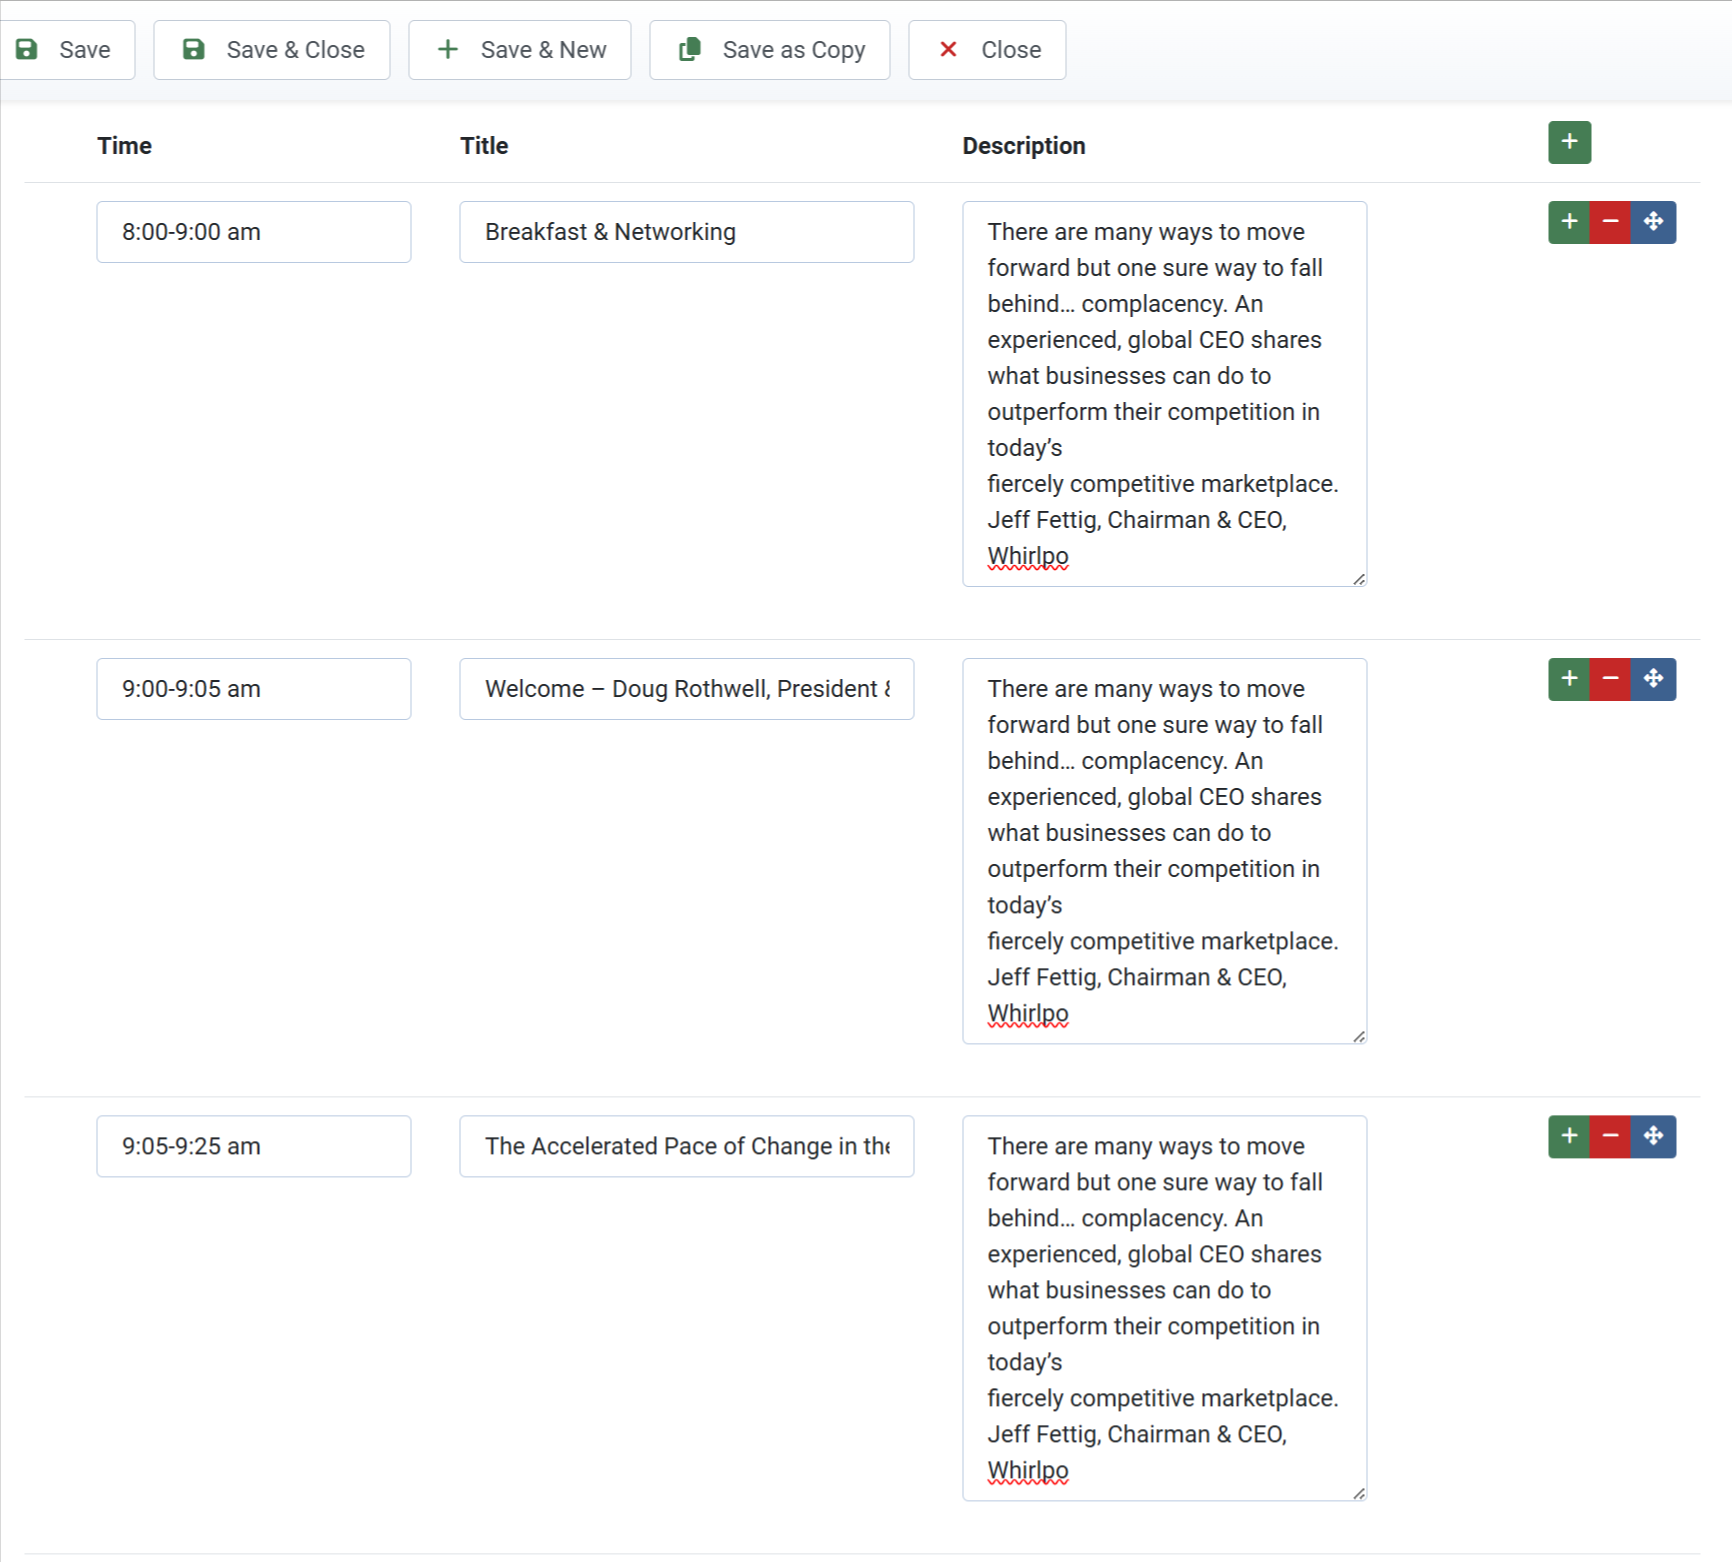 Save Save & Close Save & New Save as Copy Close
Time Title Description
8:00-9:00 am Breakfast & Networking
There are many ways to move
forward but one sure way to fall
behind… complacency. An
experienced, global CEO shares
what businesses can do to
outperform their competition in
today’s
fiercely competitive marketplace.
Jeff Fettig, Chairman & CEO,
Whirlpo
9:00-9:05 am Welcome – Doug Rothwell, President &
There are many ways to move
forward but one sure way to fall
behind… complacency. An
experienced, global CEO shares
what businesses can do to
outperform their competition in
today’s
fiercely competitive marketplace.
Jeff Fettig, Chairman & CEO,
Whirlpo
9:05-9:25 am The Accelerated Pace of Change in the
There are many ways to move
forward but one sure way to fall
behind… complacency. An
experienced, global CEO shares
what businesses can do to
outperform their competition in
today’s
fiercely competitive marketplace.
Jeff Fettig, Chairman & CEO,
Whirlpo